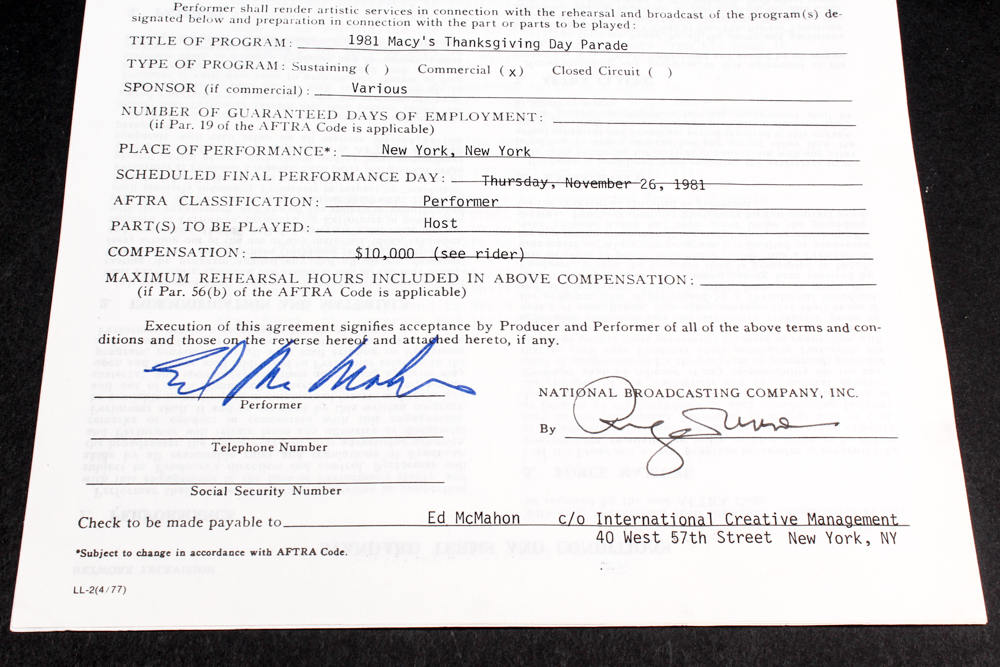 Performer shall render artistic services in connection with the rehearsal and broadcast of the program(s) de-
signated below and preparation in connection with the part or parts to be played:
TITLE OF PROGRAM: 1981 Macy's Thanksgiving Day Parade
TYPE OF PROGRAM: Sustaining ( ) Commercial (x) Closed Circuit ( )
SPONSOR (if commercial): Various
NUMBER OF GUARANTEED DAYS OF EMPLOYMENT:
(if Par. 19 of the AFTRA Code is applicable)
PLACE OF PERFORMANCE*: New York, New York
SCHEDULED FINAL PERFORMANCE DAY: Thursday, November 26, 1981
AFTRA CLASSIFICATION: Performer
PART(S) TO BE PLAYED: Host
COMPENSATION: $10,000 (see rider)
MAXIMUM REHEARSAL HOURS INCLUDED IN ABOVE COMPENSATION:
(if Par. 56(b) of the AFTRA Code is applicable)
Execution of this agreement signifies acceptance by Producer and Performer of all of the above terms and con-
ditions and those on the reverse hereof and attached hereto, if any.
Ed McMahon
Performer
NATIONAL BROADCASTING COMPANY, INC.
By
Telephone Number
Social Security Number
Check to be made payable to Ed McMahon c/o International Creative Management
40 West 57th Street New York, NY
*Subject to change in accordance with AFTRA Code.
LL-2(4/77)